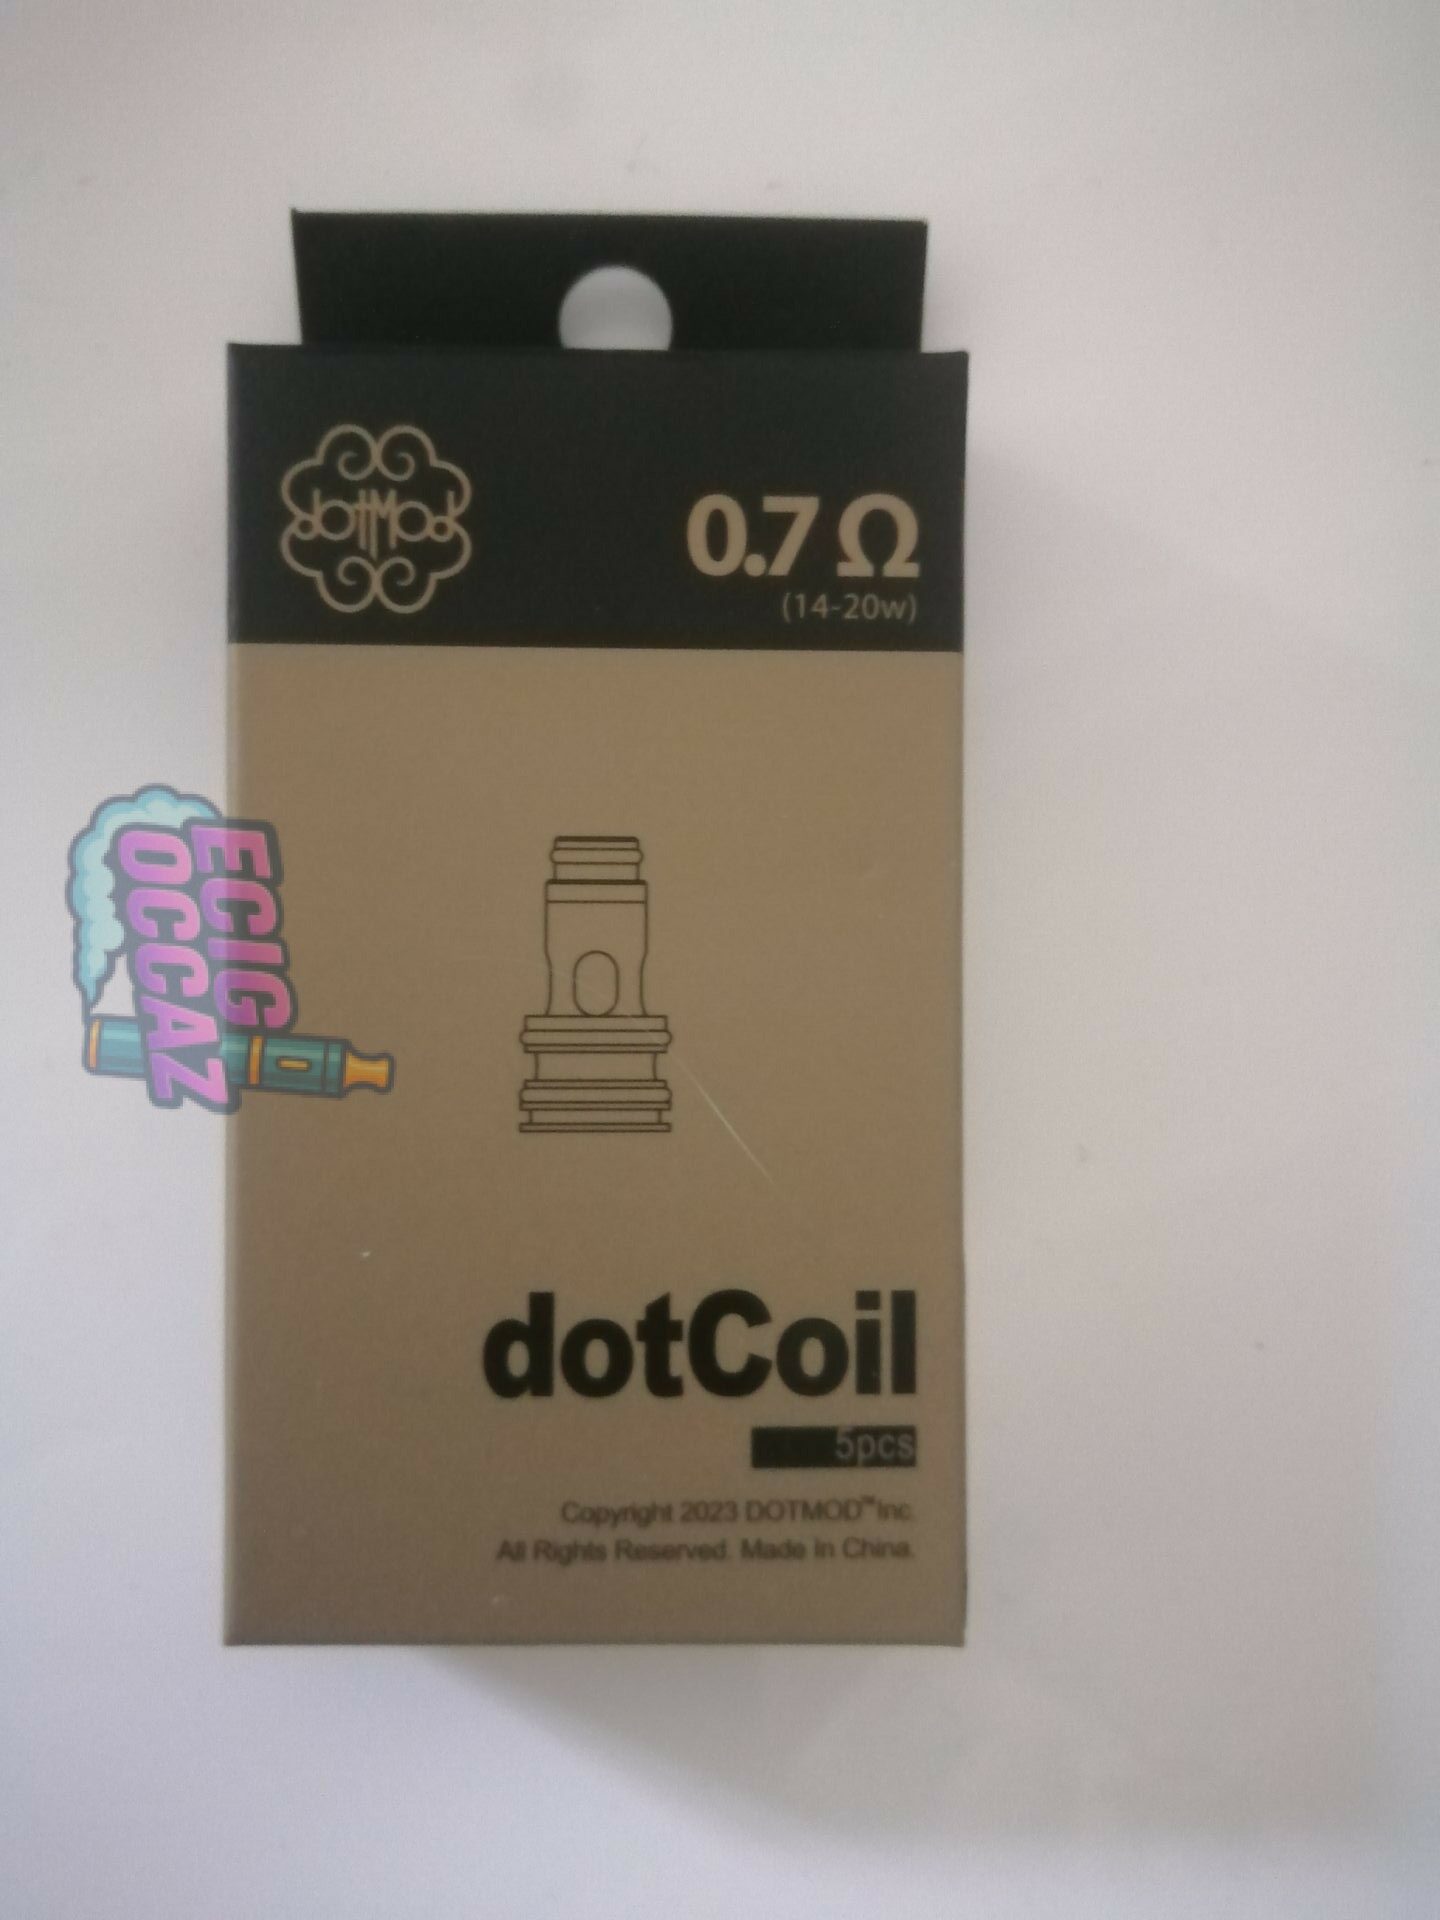 dotMod
0.7 Ω
(14-20w)
ECIG
OCCAZ
dotCoil
5pcs
Copyright 2023 DOTMOD™ Inc.
All Rights Reserved. Made in China.